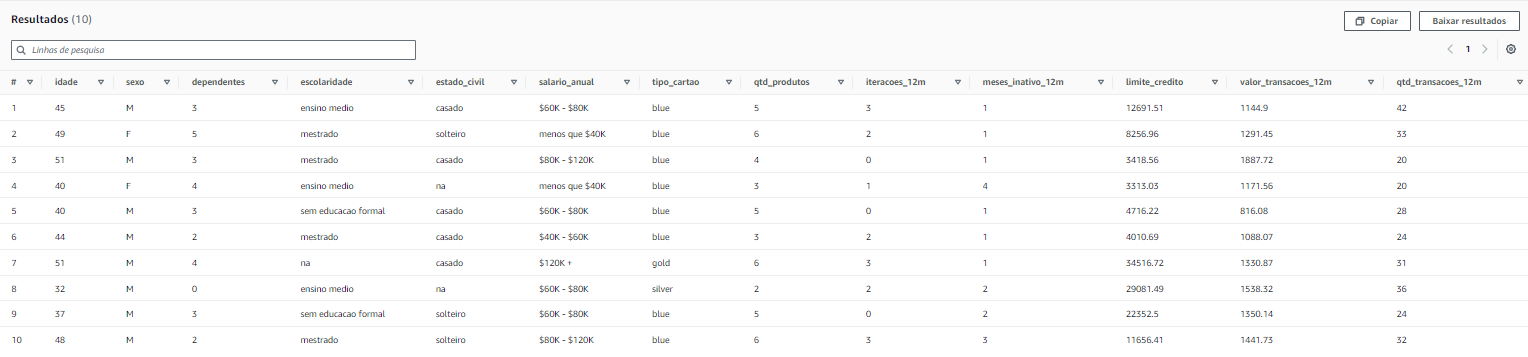 Resultados (10)
Copiar
Baixar resultados
Linhas de pesquisa
1
# idade sexo dependentes escolaridade estado_civil salario_anual tipo_cartao qtd_produtos iteracoes_12m meses_inativo_12m limite_credito valor_transacoes_12m qtd_transacoes_12m
1 45 M 3 ensino medio casado $60K - $80K blue 5 3 1 12691.51 1144.9 42
2 49 F 5 mestrado solteiro menos que $40K blue 6 2 1 8256.96 1291.45 33
3 51 M 3 mestrado casado $80K - $120K blue 4 0 1 3418.56 1887.72 20
4 40 F 4 ensino medio na menos que $40K blue 3 1 4 3313.03 1171.56 20
5 40 M 3 sem educacao formal casado $60K - $80K blue 5 0 1 4716.22 816.08 28
6 44 M 2 mestrado casado $40K - $60K blue 3 2 1 4010.69 1088.07 24
7 51 M 4 na casado $120K + gold 6 3 1 34516.72 1330.87 31
8 32 M 0 ensino medio na $60K - $80K silver 2 2 2 29081.49 1538.32 36
9 37 M 3 sem educacao formal solteiro $60K - $80K blue 5 0 2 22352.5 1350.14 24
10 48 M 2 mestrado solteiro $80K - $120K blue 6 3 3 11656.41 1441.73 32